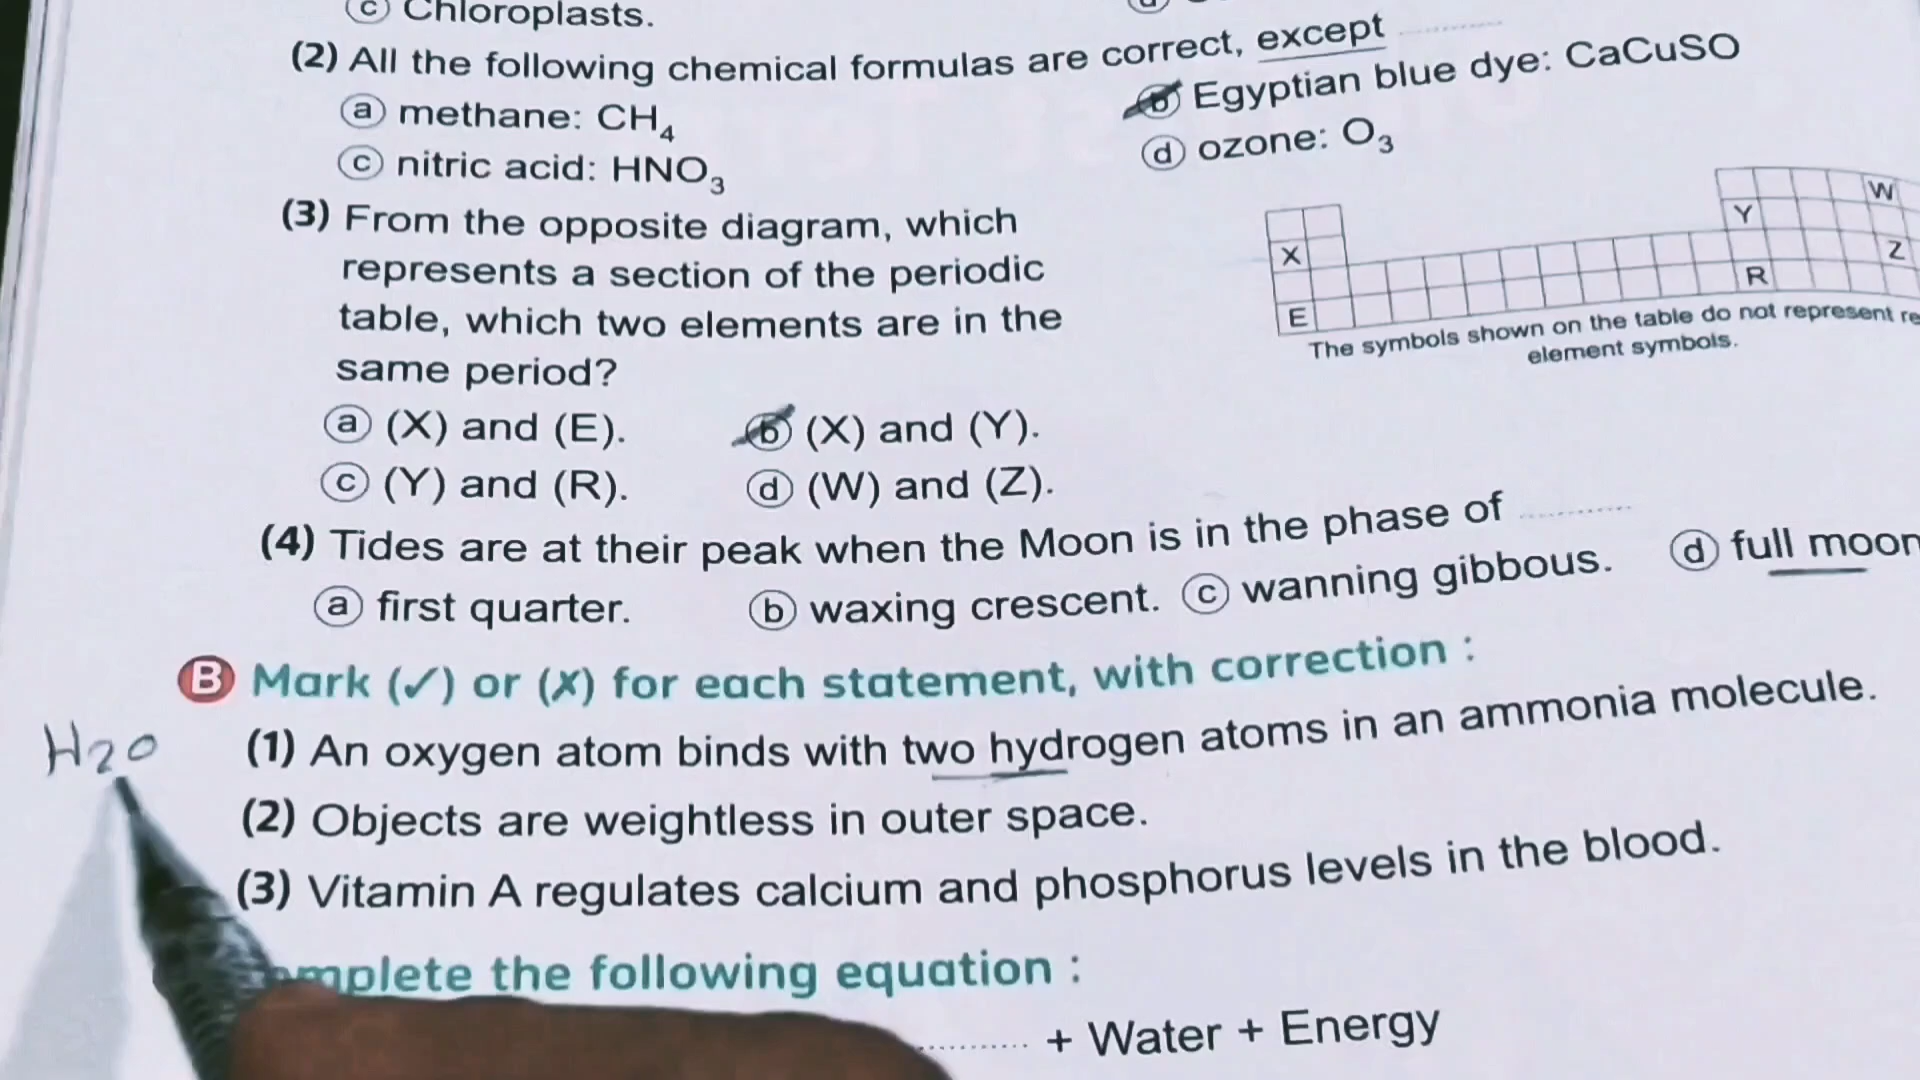 c Chloroplasts.
(2) All the following chemical formulas are correct, except ............
a methane: CH4
b Egyptian blue dye: CaCuSO
c nitric acid: HNO3
d ozone: O3
(3) From the opposite diagram, which
represents a section of the periodic
table, which two elements are in the
same period?
W
Y
X
Z
R
E
The symbols shown on the table do not represent
element symbols.
a (X) and (E).
b (X) and (Y).
c (Y) and (R).
d (W) and (Z).
(4) Tides are at their peak when the Moon is in the phase of ............
a first quarter.
b waxing crescent.
c wanning gibbous.
d full moon
B Mark (✓) or (✗) for each statement, with correction :
H2O
(1) An oxygen atom binds with two hydrogen atoms in an ammonia molecule.
(2) Objects are weightless in outer space.
(3) Vitamin A regulates calcium and phosphorus levels in the blood.
the following equation :
............ + Water + Energy